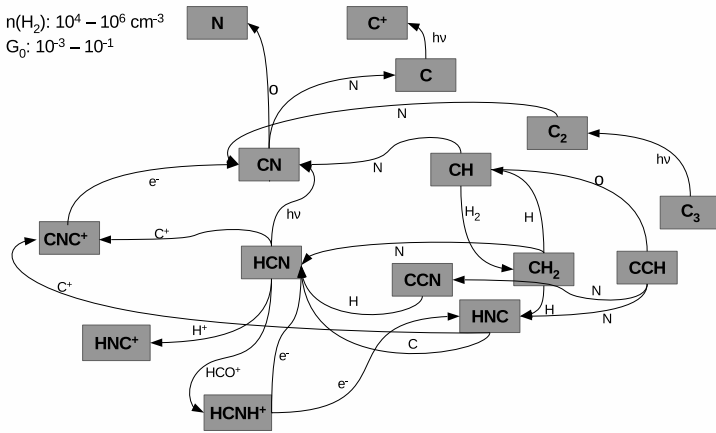 n(H₂): 10⁴ – 10⁶ cm⁻³
G₀: 10⁻³ – 10⁻¹
N
C⁺
hν
C
O
N
N
C₂
hν
CN
N
CH
O
e⁻
C₃
hν
H₂
H
CNC⁺
C⁺
HCN
N
CCN
CH₂
CCH
C⁺
H
N
H
N
HNC
H⁺
HNC⁺
C
e⁻
HCO⁺
e⁻
HCNH⁺